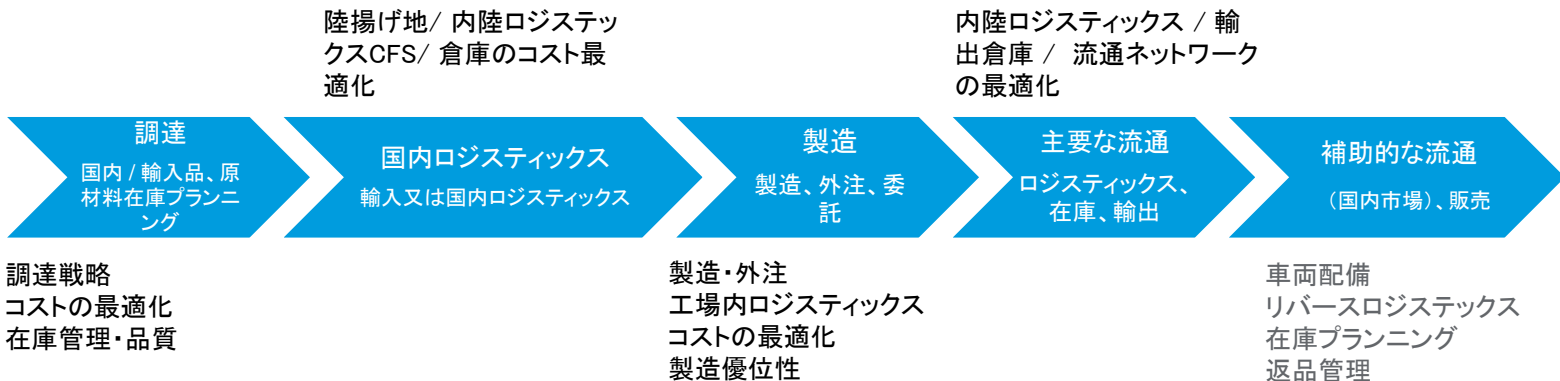 陸揚げ地/ 内陸ロジステッ
クスCFS/ 倉庫のコスト最
適化
内陸ロジスティックス / 輸
出倉庫 / 流通ネットワーク
の最適化
調達
国内 / 輸入品、原
材料在庫プランニ
ング
国内ロジスティックス
輸入又は国内ロジスティックス
製造
製造、外注、委
託
主要な流通
ロジスティックス、
在庫、輸出
補助的な流通
（国内市場）、販売
調達戦略
コストの最適化
在庫管理・品質
製造・外注
工場内ロジスティックス
コストの最適化
製造優位性
車両配備
リバースロジステックス
在庫プランニング
返品管理